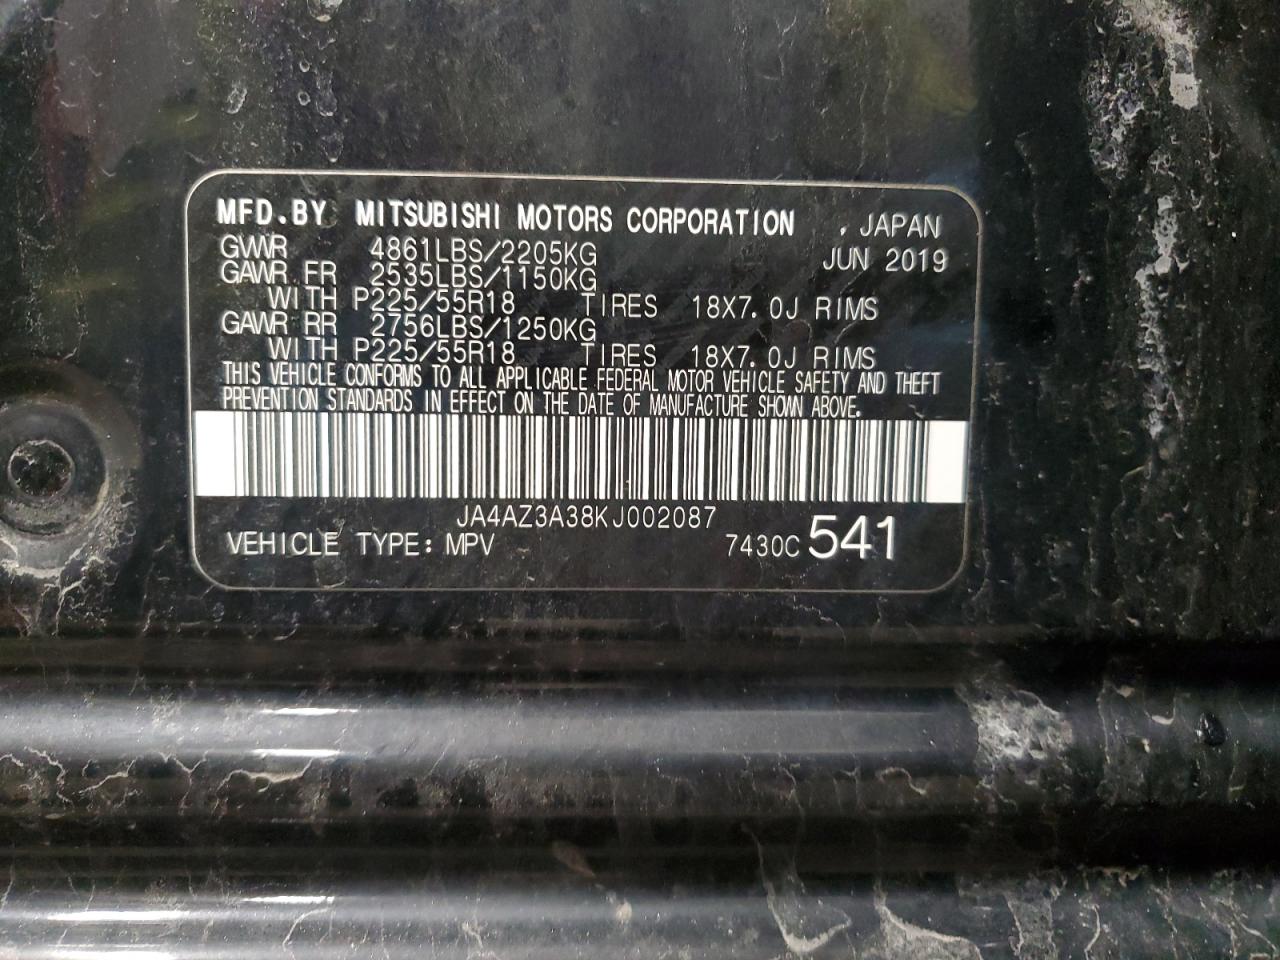 MFD.BY MITSUBISHI MOTORS CORPORATION , JAPAN
GVWR 4861LBS/2205KG JUN 2019
GAWR FR 2535LBS/1150KG
WITH P225/55R18 TIRES 18X7.0J RIMS
GAWR RR 2756LBS/1250KG
WITH P225/55R18 TIRES 18X7.0J RIMS
THIS VEHICLE CONFORMS TO ALL APPLICABLE FEDERAL MOTOR VEHICLE SAFETY AND THEFT
PREVENTION STANDARDS IN EFFECT ON THE DATE OF MANUFACTURE SHOWN ABOVE.
JA4AZ3A38KJ002087
VEHICLE TYPE: MPV 7430C 541